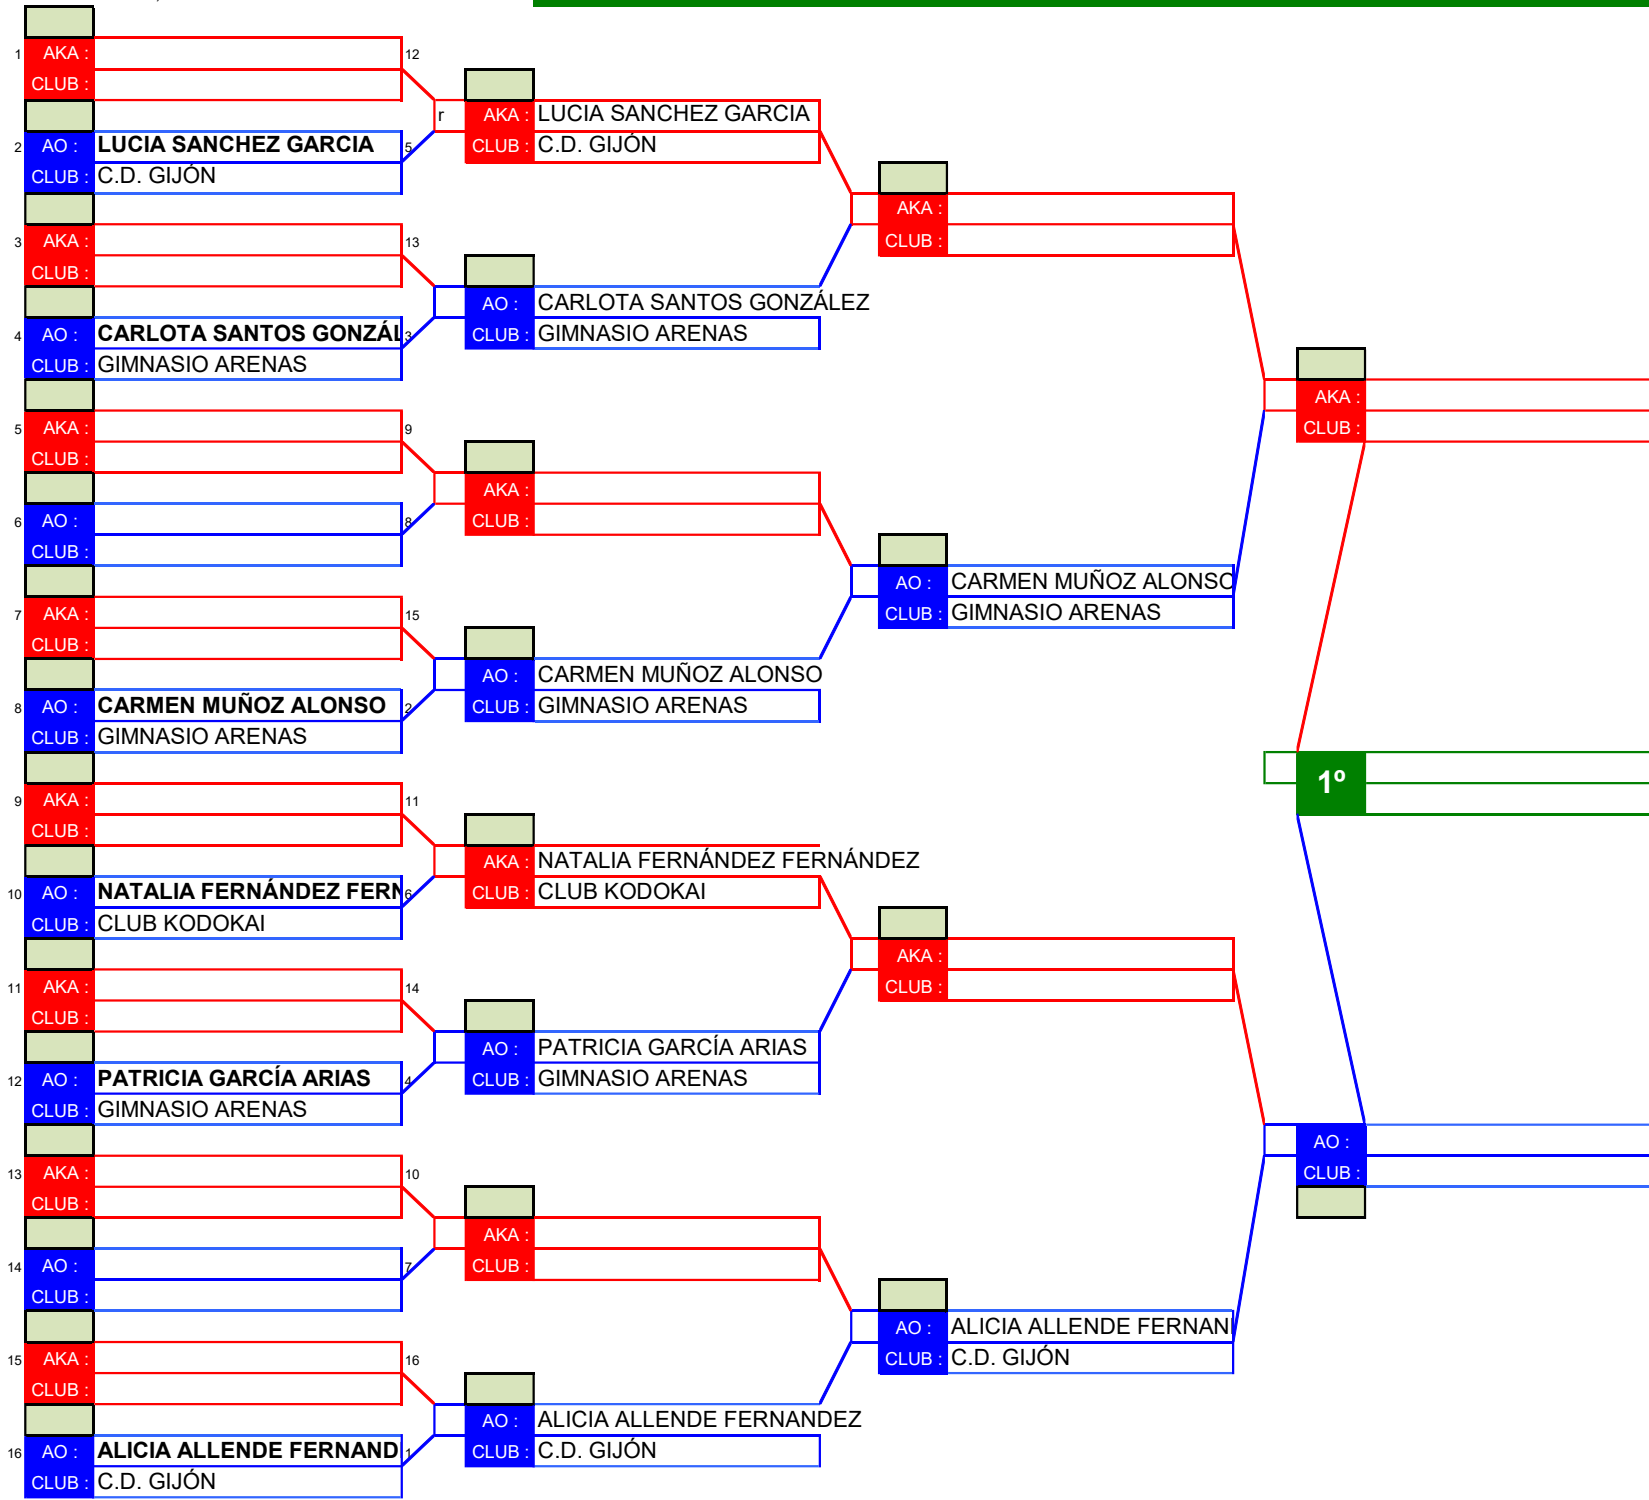 1 AKA : 12
CLUB :
2 AO : LUCIA SANCHEZ GARCIA 5
CLUB : C.D. GIJÓN
3 AKA : 13
CLUB :
4 AO : CARLOTA SANTOS GONZÁL 3
CLUB : GIMNASIO ARENAS
5 AKA : 9
CLUB :
6 AO : 8
CLUB :
7 AKA : 15
CLUB :
8 AO : CARMEN MUÑOZ ALONSO 2
CLUB : GIMNASIO ARENAS
9 AKA : 11
CLUB :
10 AO : NATALIA FERNÁNDEZ FERN 6
CLUB : CLUB KODOKAI
11 AKA : 14
CLUB :
12 AO : PATRICIA GARCÍA ARIAS 4
CLUB : GIMNASIO ARENAS
13 AKA : 10
CLUB :
14 AO : 7
CLUB :
15 AKA : 16
CLUB :
16 AO : ALICIA ALLENDE FERNAND 1
CLUB : C.D. GIJÓN
r AKA : LUCIA SANCHEZ GARCIA
CLUB : C.D. GIJÓN
AO : CARLOTA SANTOS GONZÁLEZ
CLUB : GIMNASIO ARENAS
AKA :
CLUB :
AO : CARMEN MUÑOZ ALONSO
CLUB : GIMNASIO ARENAS
AKA : NATALIA FERNÁNDEZ FERNÁNDEZ
CLUB : CLUB KODOKAI
AO : PATRICIA GARCÍA ARIAS
CLUB : GIMNASIO ARENAS
AKA :
CLUB :
AO : ALICIA ALLENDE FERNANDEZ
CLUB : C.D. GIJÓN
AKA :
CLUB :
AO : CARMEN MUÑOZ ALONSO
CLUB : GIMNASIO ARENAS
AKA :
CLUB :
AO : ALICIA ALLENDE FERNAN
CLUB : C.D. GIJÓN
AKA :
CLUB :
1º
AO :
CLUB :